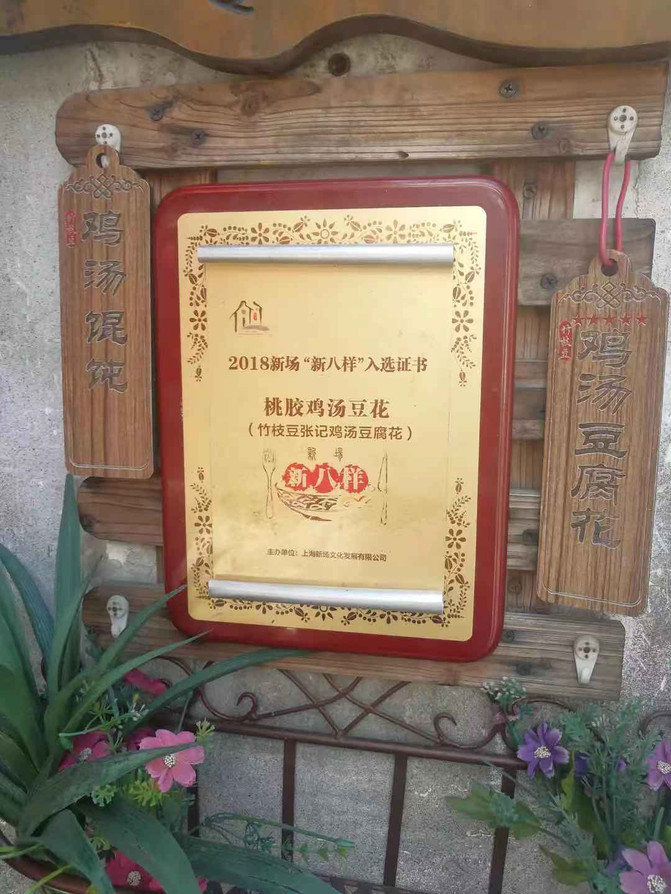 竹枝豆
鸡汤馄饨
2018新场“新八样”入选证书
桃胶鸡汤豆花
（竹枝豆张记鸡汤豆腐花）
新场
新八样
主办单位：上海新场文化发展有限公司
竹枝豆
鸡汤豆腐花